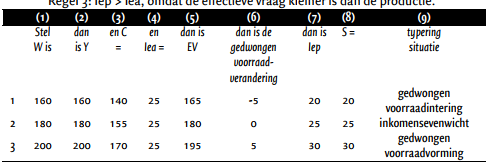 Regel 3: Iep > Iea, omdat de effectieve vraag kleiner is dan de productie.
(1) (2) (3) (4) (5) (6) (7) (8) (9)
Stel dan en C en dan is dan is de dan is S = typering
W is is Y = Iea = EV gedwongen Iep situatie
voorraad-
verandering
gedwongen
1 160 160 140 25 165 -5 20 20 voorraadintering
2 180 180 155 25 180 0 25 25 inkomensevenwicht
gedwongen
3 200 200 170 25 195 5 30 30 voorraadvorming